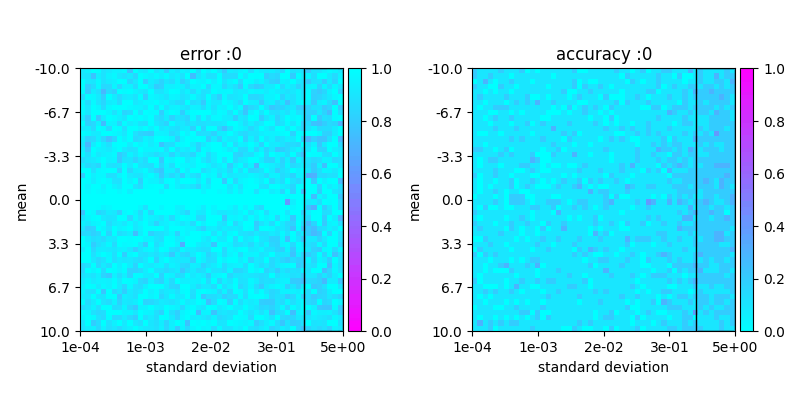 error :0
accuracy :0
-10.0
-6.7
-3.3
0.0
3.3
6.7
10.0
mean
1e-04
1e-03
2e-02
3e-01
5e+00
standard deviation
1.0
0.8
0.6
0.4
0.2
0.0
-10.0
-6.7
-3.3
0.0
3.3
6.7
10.0
mean
1e-04
1e-03
2e-02
3e-01
5e+00
standard deviation
1.0
0.8
0.6
0.4
0.2
0.0